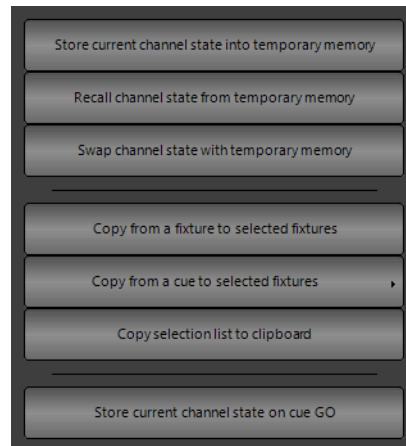 Store current channel state into temporary memory
Recall channel state from temporary memory
Swap channel state with temporary memory
Copy from a fixture to selected fixtures
Copy from a cue to selected fixtures
Copy selection list to clipboard
Store current channel state on cue GO